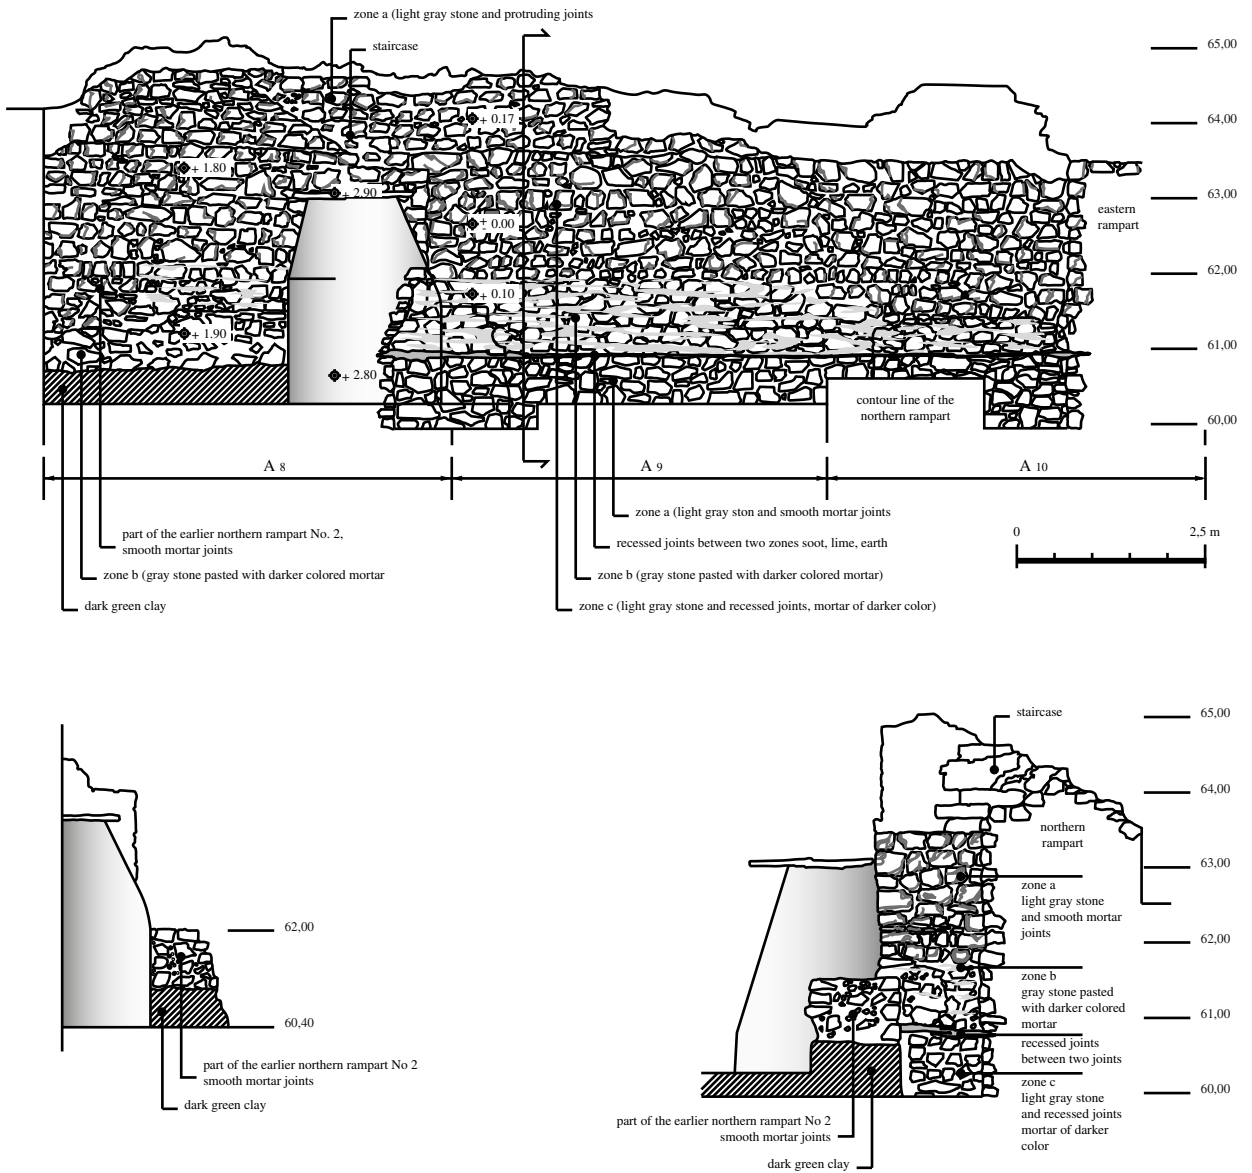 zone a (light gray stone and protruding joints
staircase
65,00
64,00
63,00
62,00
61,00
60,00
+ 0.17
+ 1.80
+ 2.90
+ 0.00
+ 0.10
+ 1.90
+ 2.80
eastern
rampart
contour line of the
northern rampart
A 8
A 9
A 10
zone a (light gray ston and smooth mortar joints
part of the earlier northern rampart No. 2,
smooth mortar joints
recessed joints between two zones soot, lime, earth
zone b (gray stone pasted with darker colored mortar
zone b (gray stone pasted with darker colored mortar)
dark green clay
zone c (light gray stone and recessed joints, mortar of darker color)
0
2,5 m
62,00
60,40
part of the earlier northern rampart No 2
smooth mortar joints
dark green clay
staircase
65,00
64,00
63,00
62,00
61,00
60,00
northern
rampart
zone a
light gray stone
and smooth mortar
joints
zone b
gray stone pasted
with darker colored
mortar
recessed joints
between two joints
zone c
light gray stone
and recessed joints
mortar of darker
color
part of the earlier northern rampart No 2
smooth mortar joints
dark green clay